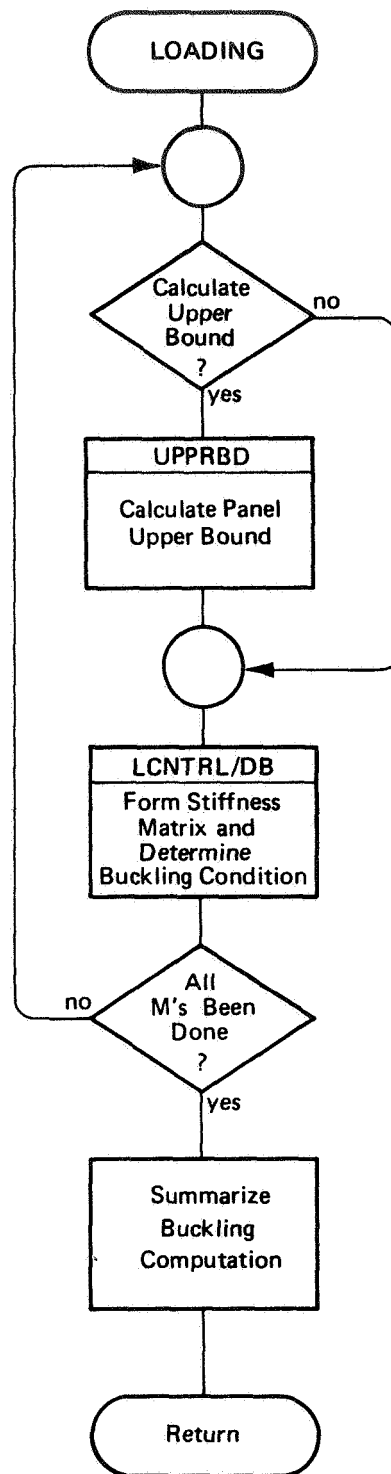 LOADING
Calculate
Upper
Bound
?
no
yes
UPPRBD
Calculate Panel
Upper Bound
LCNTRL/DB
Form Stiffness
Matrix and
Determine
Buckling Condition
All
M's Been
Done
?
no
yes
Summarize
Buckling
Computation
Return